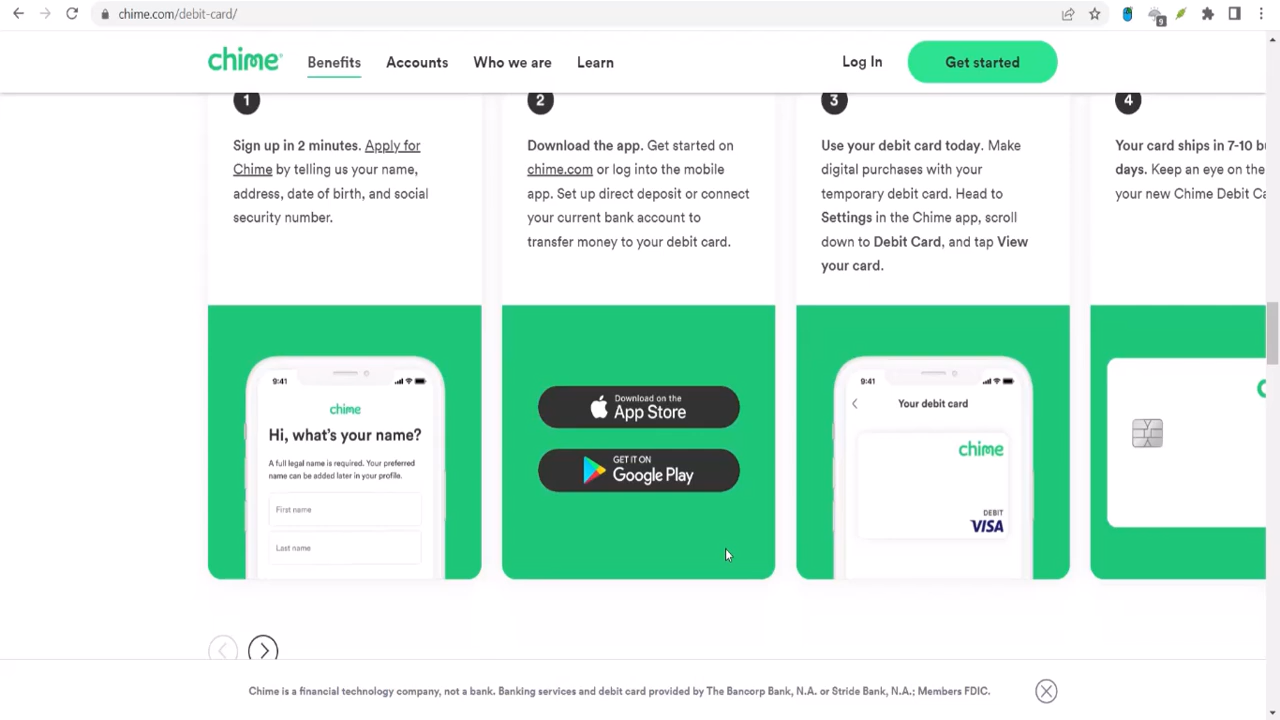 chime.com/debit-card/
9
chime
Benefits
Accounts
Who we are
Learn
Log In
Get started
1
Sign up in 2 minutes. Apply for
Chime by telling us your name,
address, date of birth, and social
security number.
9:41
chime
Hi, what's your name?
A full legal name is required. Your preferred
name can be added later in your profile.
First name
Last name
2
Download the app. Get started on
chime.com or log into the mobile
app. Set up direct deposit or connect
your current bank account to
transfer money to your debit card.
Download on the
App Store
GET IT ON
Google Play
3
Use your debit card today. Make
digital purchases with your
temporary debit card. Head to
Settings in the Chime app, scroll
down to Debit Card, and tap View
your card.
9:41
Your debit card
chime
DEBIT
VISA
4
Your card ships in 7-10 bu
days. Keep an eye on the
your new Chime Debit Ca
Chime is a financial technology company, not a bank. Banking services and debit card provided by The Bancorp Bank, N.A. or Stride Bank, N.A.; Members FDIC.